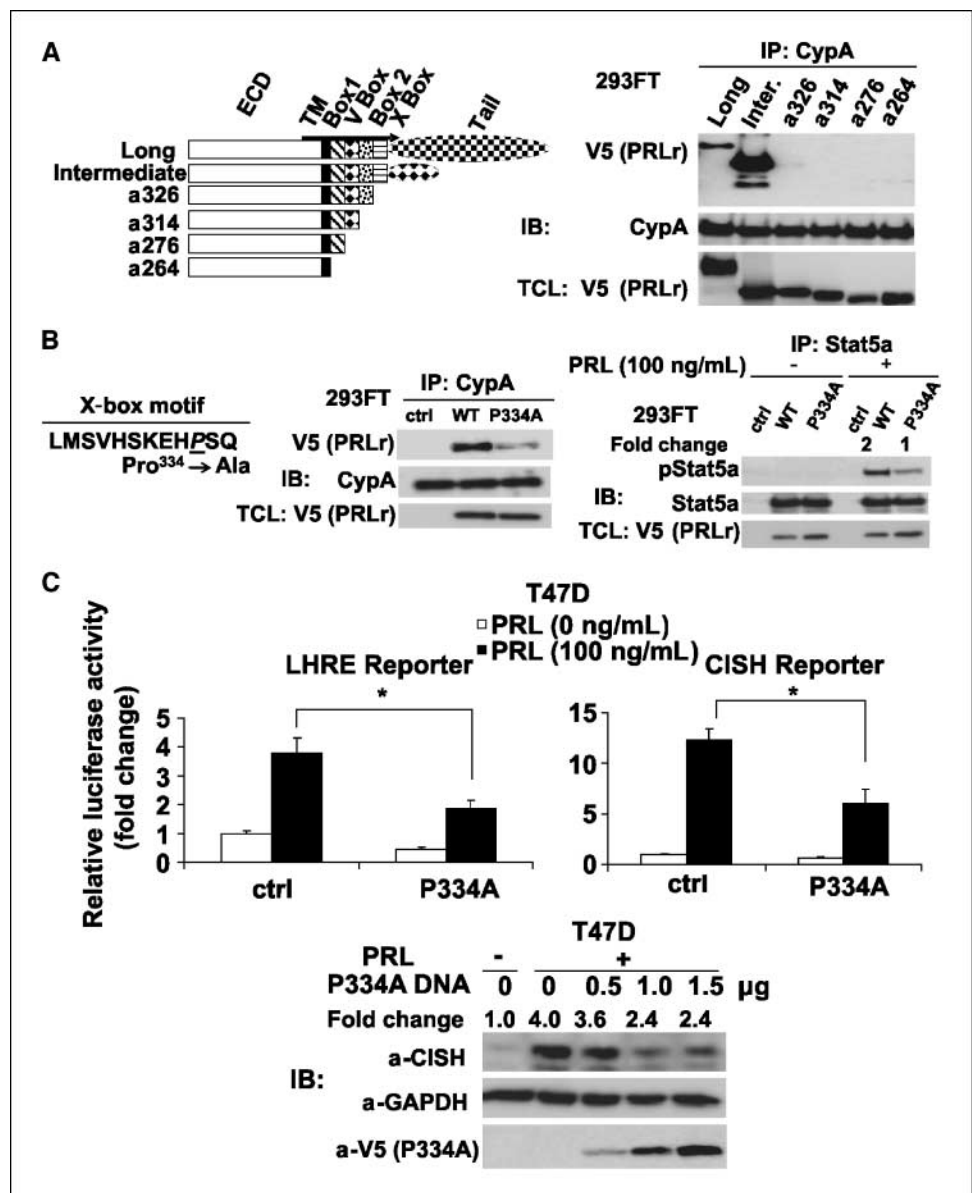 A
ECD
TM
Box1
V Box
Box 2
X Box
Tail
Long
Intermediate
a326
a314
a276
a264
IP: CypA
293FT
Long
Inter.
a326
a314
a276
a264
V5 (PRLr)
IB: CypA
TCL: V5 (PRLr)
B
X-box motif
LMSVHSKEHPSQ
Pro334 → Ala
IP: CypA
293FT
ctrl WT P334A
V5 (PRLr)
IB: CypA
TCL: V5 (PRLr)
IP: Stat5a
PRL (100 ng/mL) - +
293FT
ctrl WT P334A ctrl WT P334A
Fold change 2 1
pStat5a
IB: Stat5a
TCL: V5 (PRLr)
C
T47D
PRL (0 ng/mL)
PRL (100 ng/mL)
Relative luciferase activity
(fold change)
LHRE Reporter
*
5
4
3
2
1
0
ctrl P334A
CISH Reporter
*
15
10
5
0
ctrl P334A
T47D
PRL - +
P334A DNA 0 0 0.5 1.0 1.5 µg
Fold change 1.0 4.0 3.6 2.4 2.4
a-CISH
IB: a-GAPDH
a-V5 (P334A)